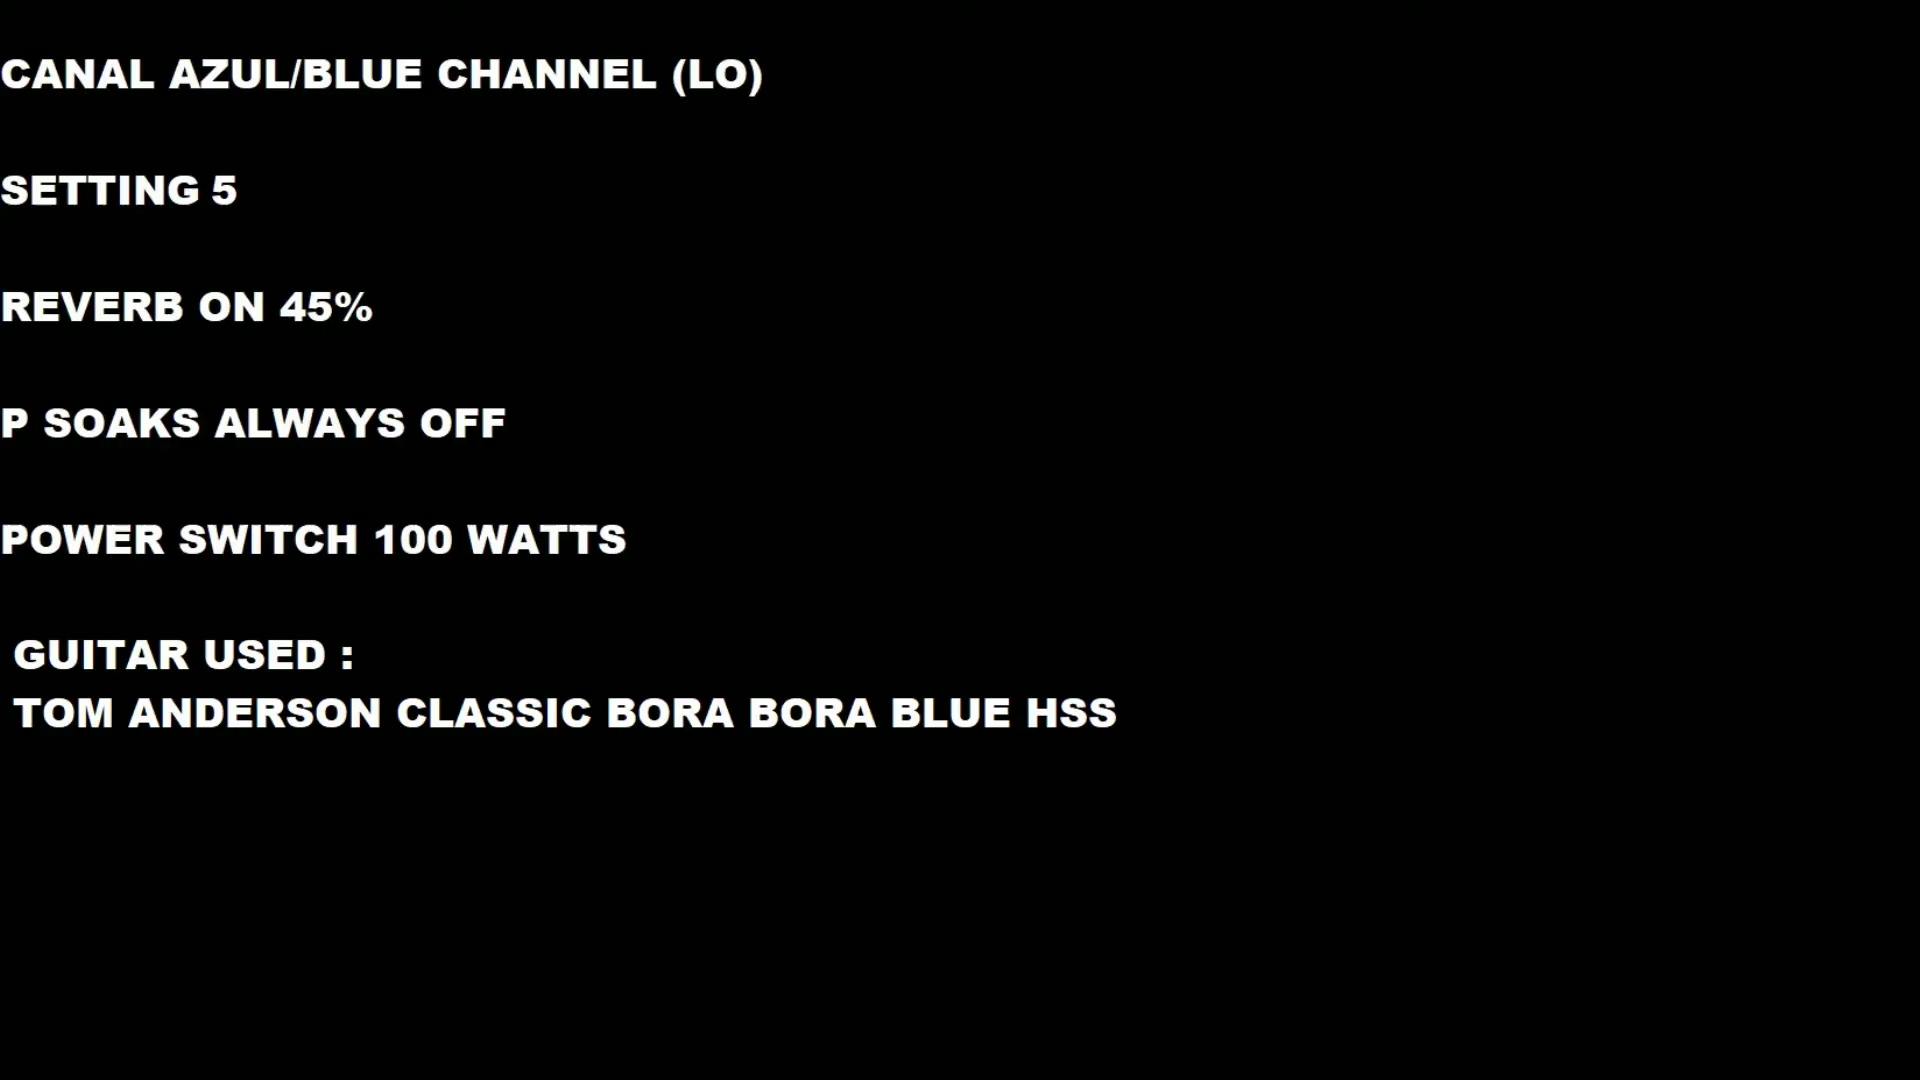 CANAL AZUL/BLUE CHANNEL (LO)
SETTING 5
REVERB ON 45%
P SOAKS ALWAYS OFF
POWER SWITCH 100 WATTS
GUITAR USED :
TOM ANDERSON CLASSIC BORA BORA BLUE HSS